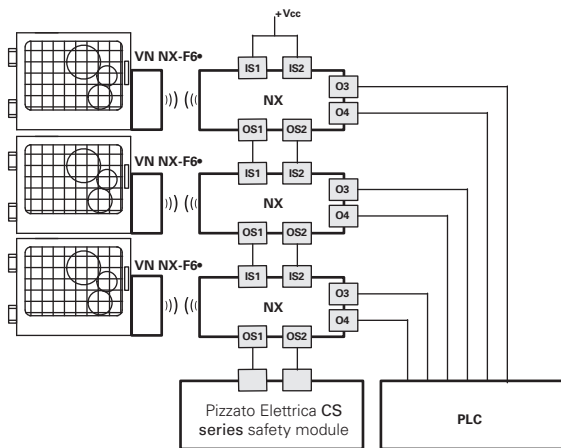 +Vcc
VN NX-F6•
IS1 IS2
NX
O3
O4
OS1 OS2
VN NX-F6•
IS1 IS2
NX
O3
O4
OS1 OS2
VN NX-F6•
IS1 IS2
NX
O3
O4
OS1 OS2
Pizzato Elettrica CS
series safety module
PLC